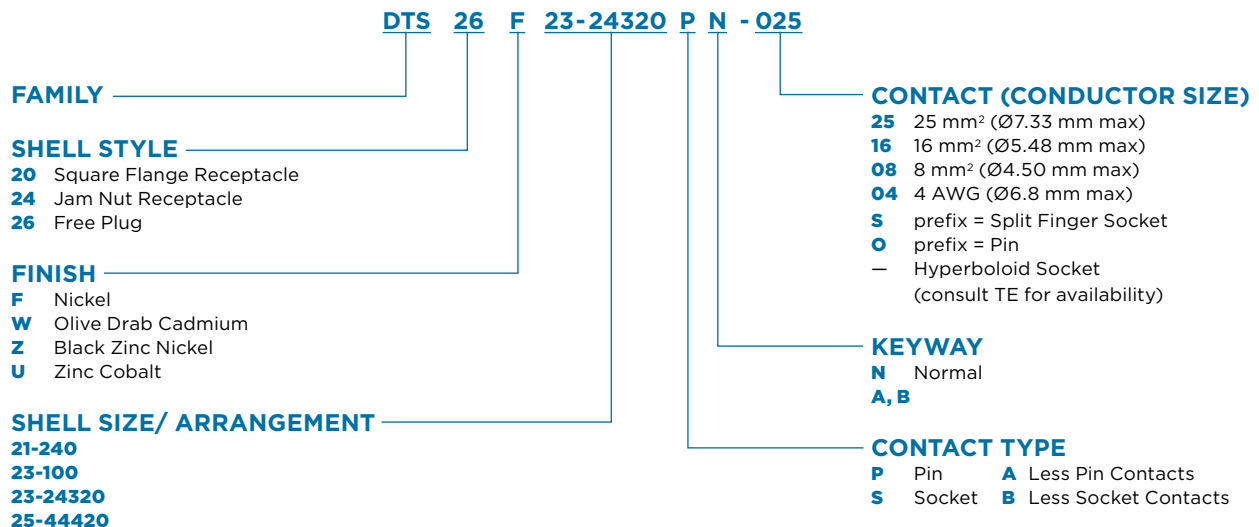 DTS 26 F 23-24320 P N - 025
FAMILY
SHELL STYLE
20 Square Flange Receptacle
24 Jam Nut Receptacle
26 Free Plug
FINISH
F Nickel
W Olive Drab Cadmium
Z Black Zinc Nickel
U Zinc Cobalt
SHELL SIZE/ ARRANGEMENT
21-240
23-100
23-24320
25-44420
CONTACT (CONDUCTOR SIZE)
25 25 mm² (Ø7.33 mm max)
16 16 mm² (Ø5.48 mm max)
08 8 mm² (Ø4.50 mm max)
04 4 AWG (Ø6.8 mm max)
S prefix = Split Finger Socket
O prefix = Pin
— Hyperboloid Socket
(consult TE for availability)
KEYWAY
N Normal
A, B
CONTACT TYPE
P Pin A Less Pin Contacts
S Socket B Less Socket Contacts